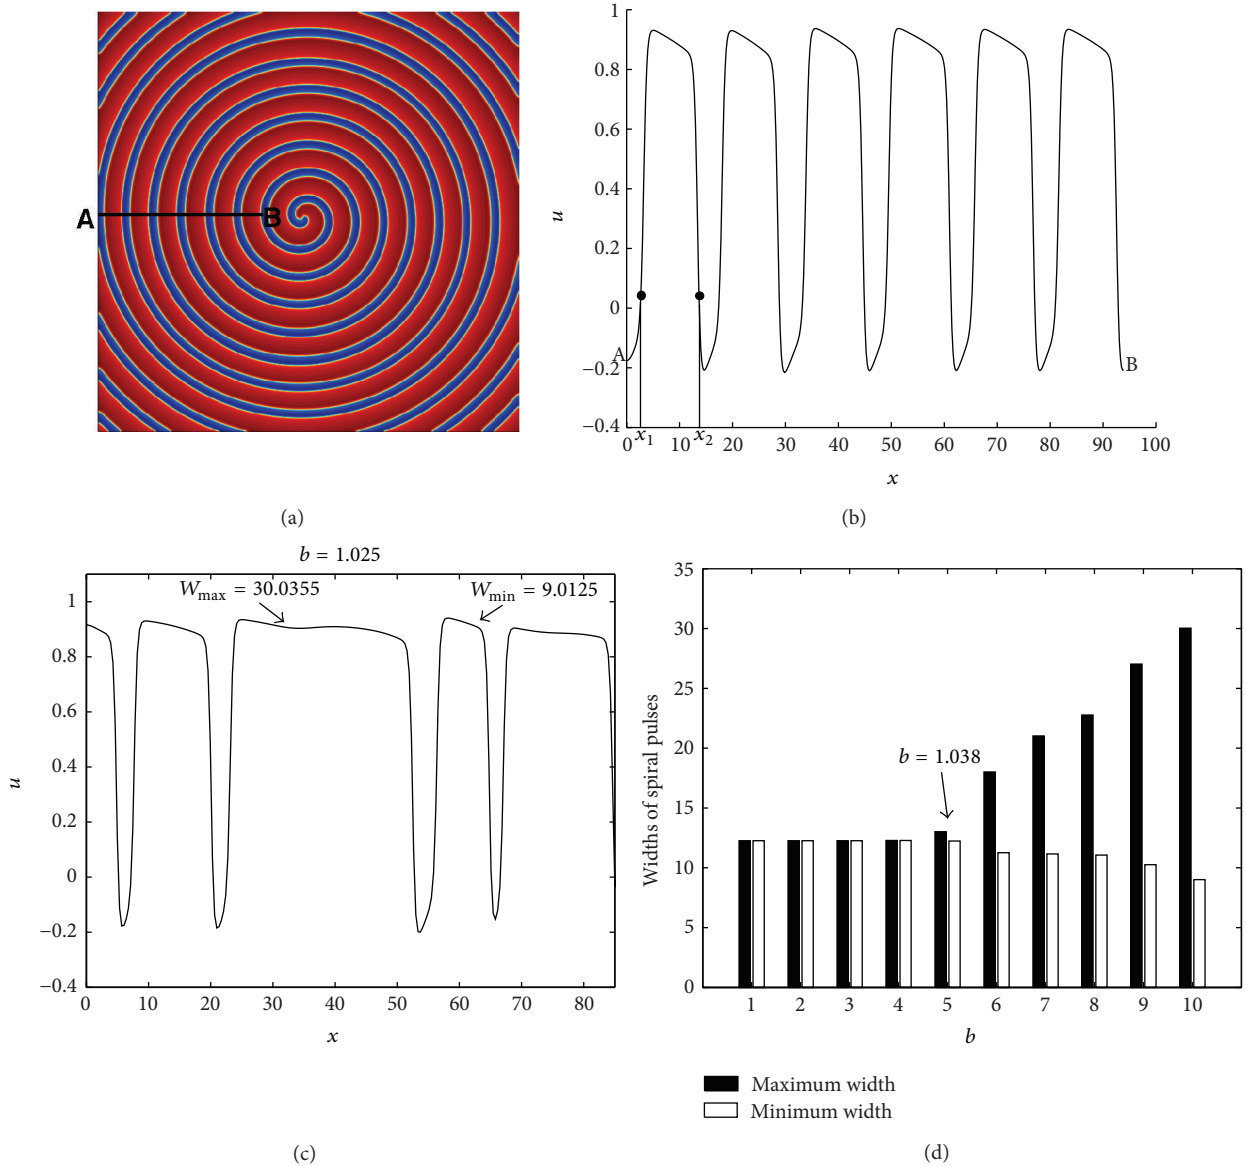 A
B
u
1
0.8
0.6
0.4
0.2
0
−0.2
−0.4
A
B
0 x1 10 x2 20 30 40 50 60 70 80 90 100
x
(a)
(b)
b = 1.025
Wmax = 30.0355
Wmin = 9.0125
u
1
0.8
0.6
0.4
0.2
0
−0.2
−0.4
0 10 20 30 40 50 60 70 80
x
(c)
Widths of spiral pulses
35
30
25
20
15
10
5
0
b = 1.038
1 2 3 4 5 6 7 8 9 10
b
Maximum width
Minimum width
(d)